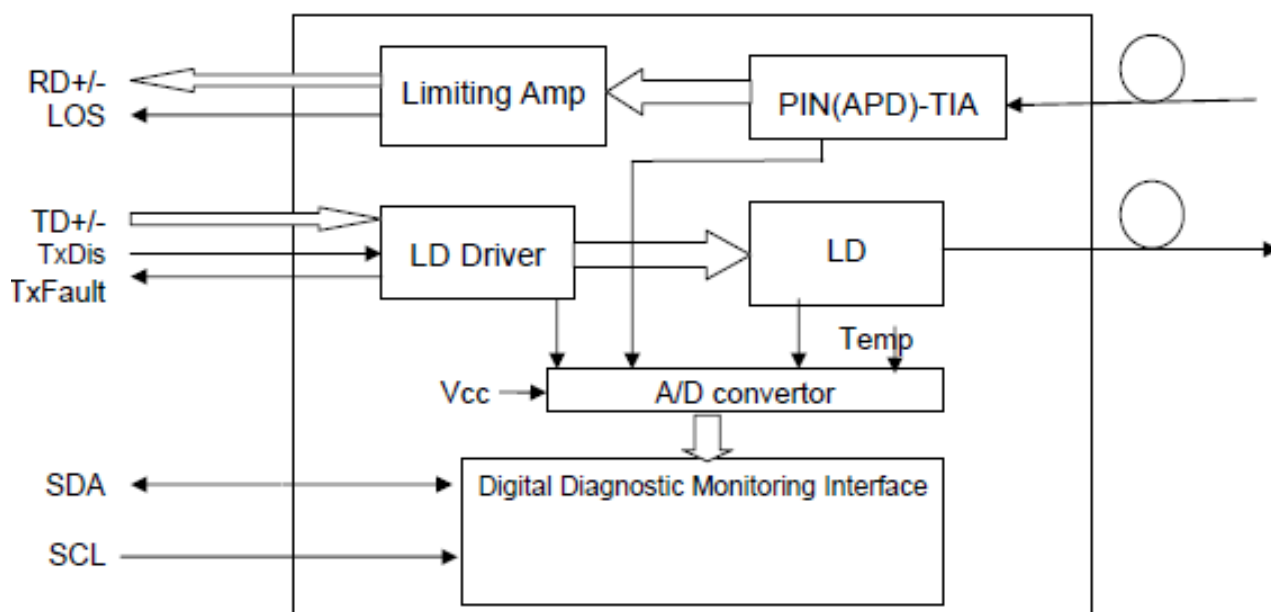 RD+/-
LOS
Limiting Amp
PIN(APD)-TIA
TD+/-
TxDis
TxFault
LD Driver
LD
Temp
Vcc
A/D convertor
SDA
SCL
Digital Diagnostic Monitoring Interface